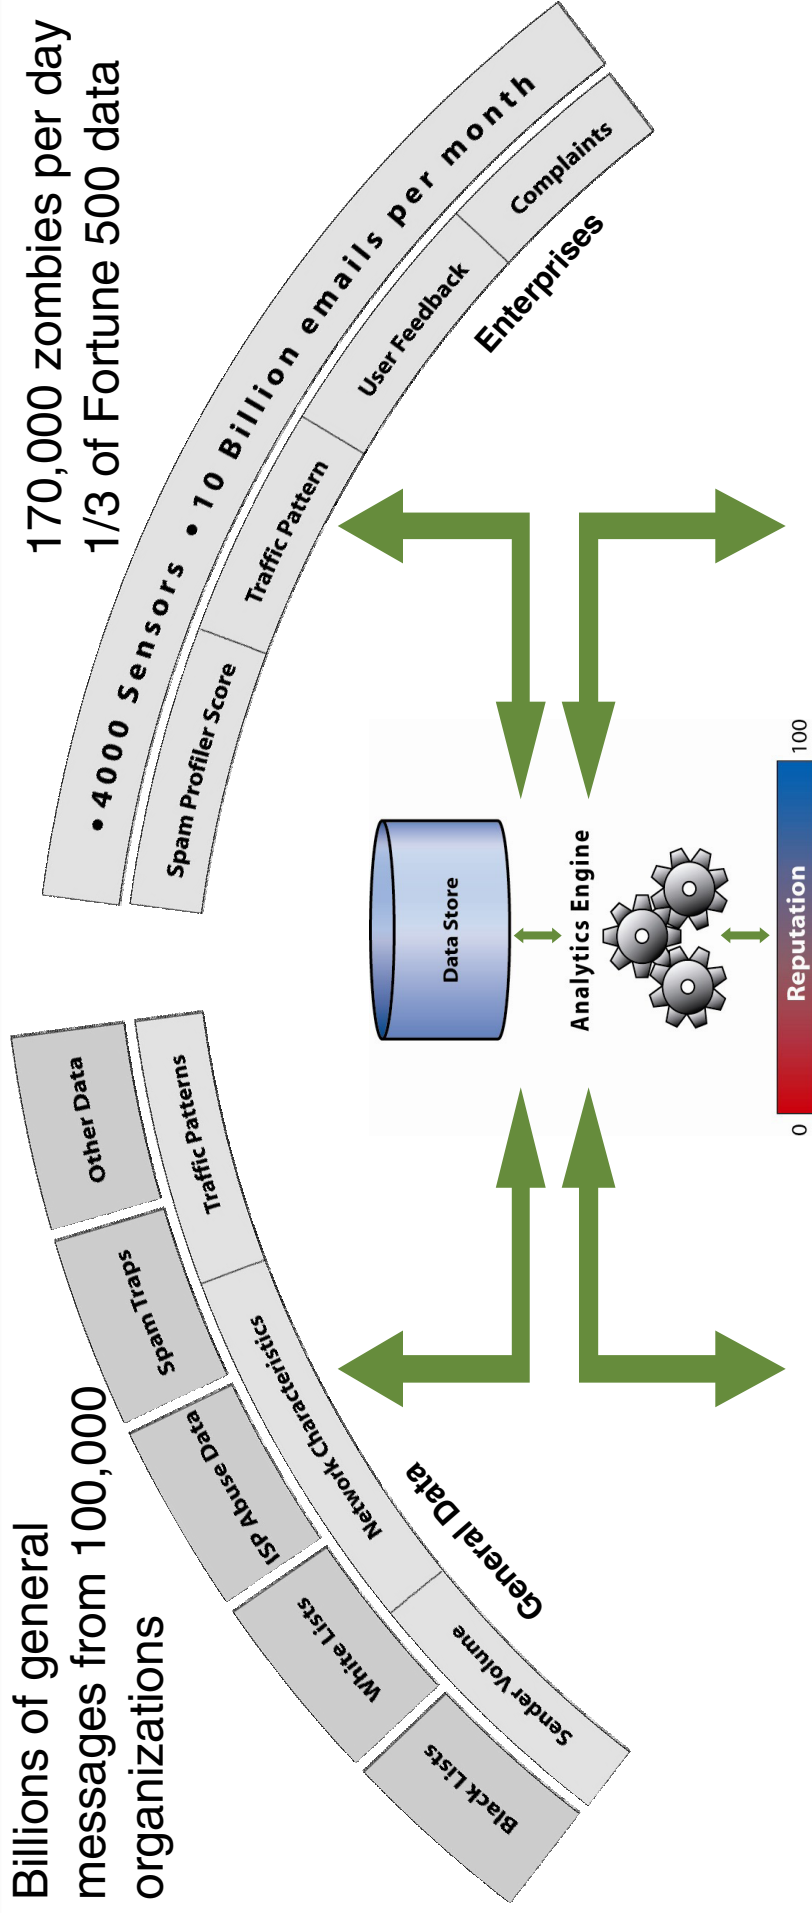 Billions of general
messages from 100,000
organizations
170,000 zombies per day
1/3 of Fortune 500 data
Black Lists
White Lists
ISP Abuse Data
Spam Traps
Other Data
Sender Volume
Network Characteristics
Traffic Patterns
General Data
• 4000 Sensors • 10 Billion emails per month
Spam Profiler Score
Traffic Pattern
User Feedback
Complaints
Enterprises
Data Store
Analytics Engine
0 Reputation 100